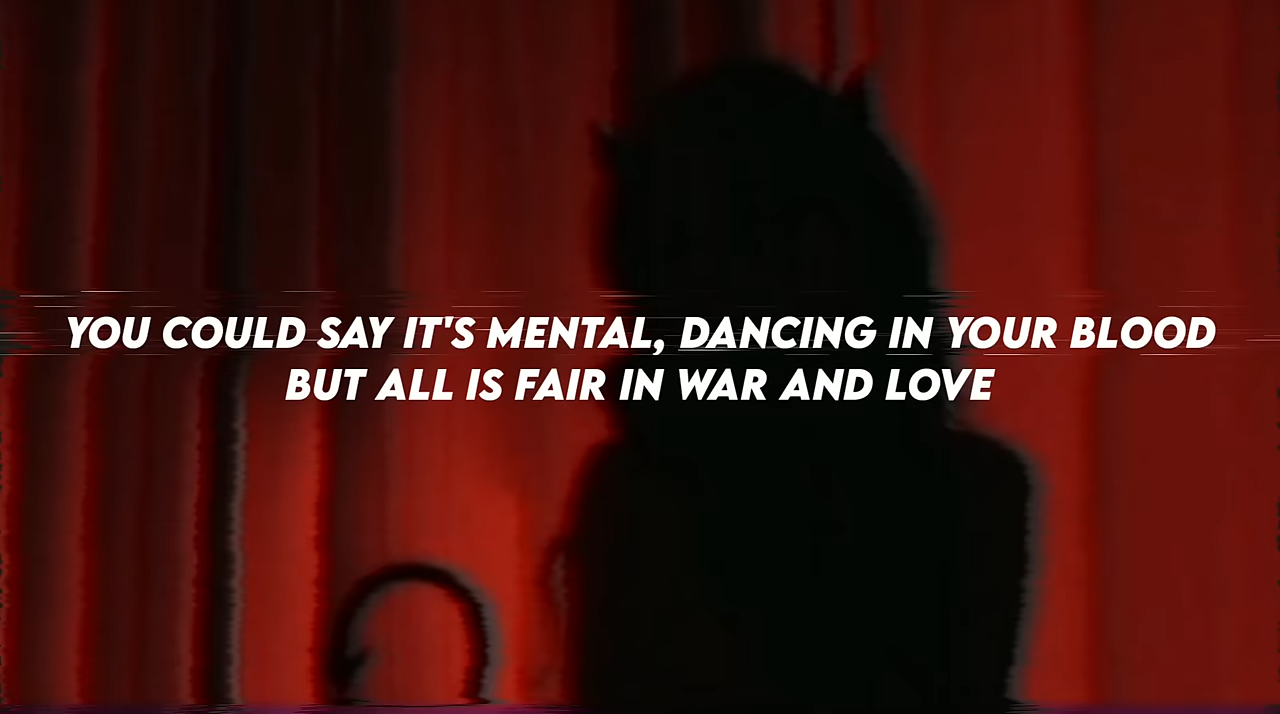 YOU COULD SAY IT'S MENTAL, DANCING IN YOUR BLOOD
BUT ALL IS FAIR IN WAR AND LOVE